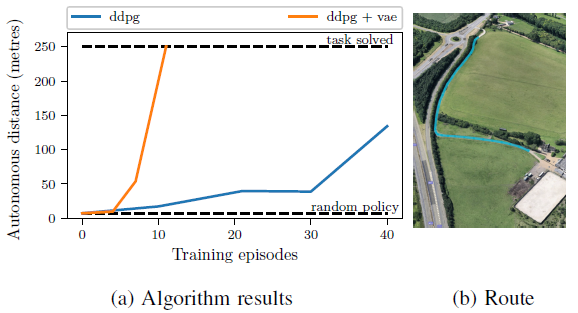 ddpg
ddpg + vae
Autonomous distance (metres)
250
200
150
100
50
0
task solved
random policy
0
10
20
30
40
Training episodes
(a) Algorithm results
(b) Route